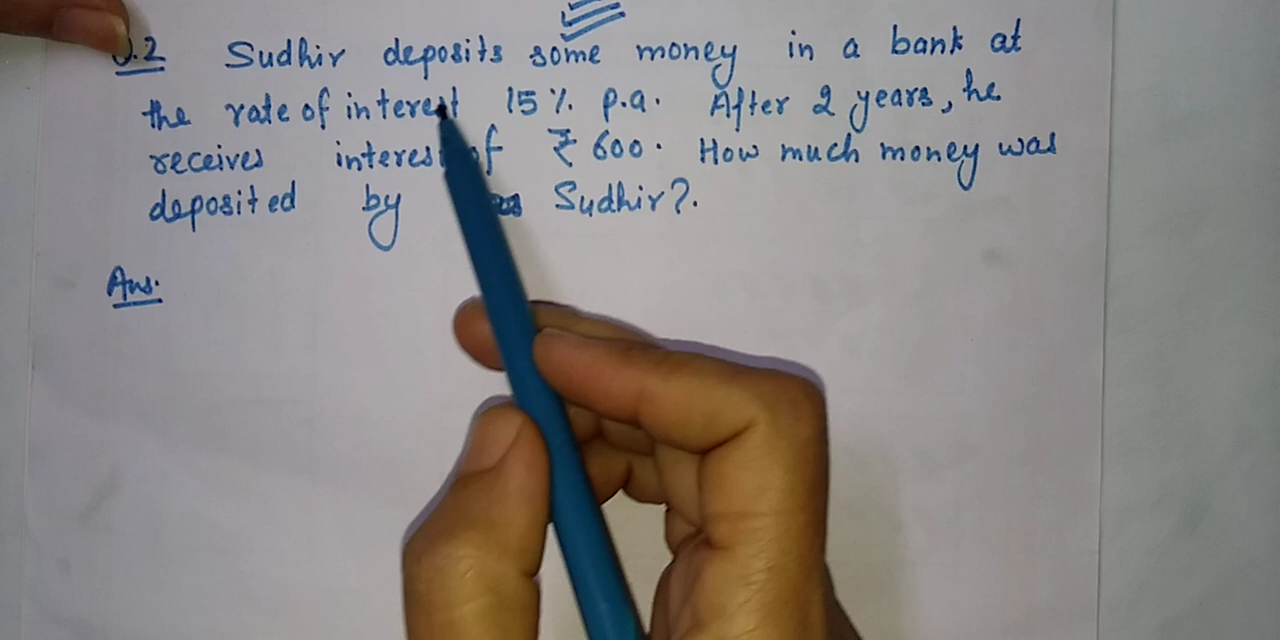 Q.2 Sudhir deposits some money in a bank at
the rate of interest 15% p.a. After 2 years, he
receives interest of ₹ 600. How much money was
deposited by Sudhir?.
Ans.